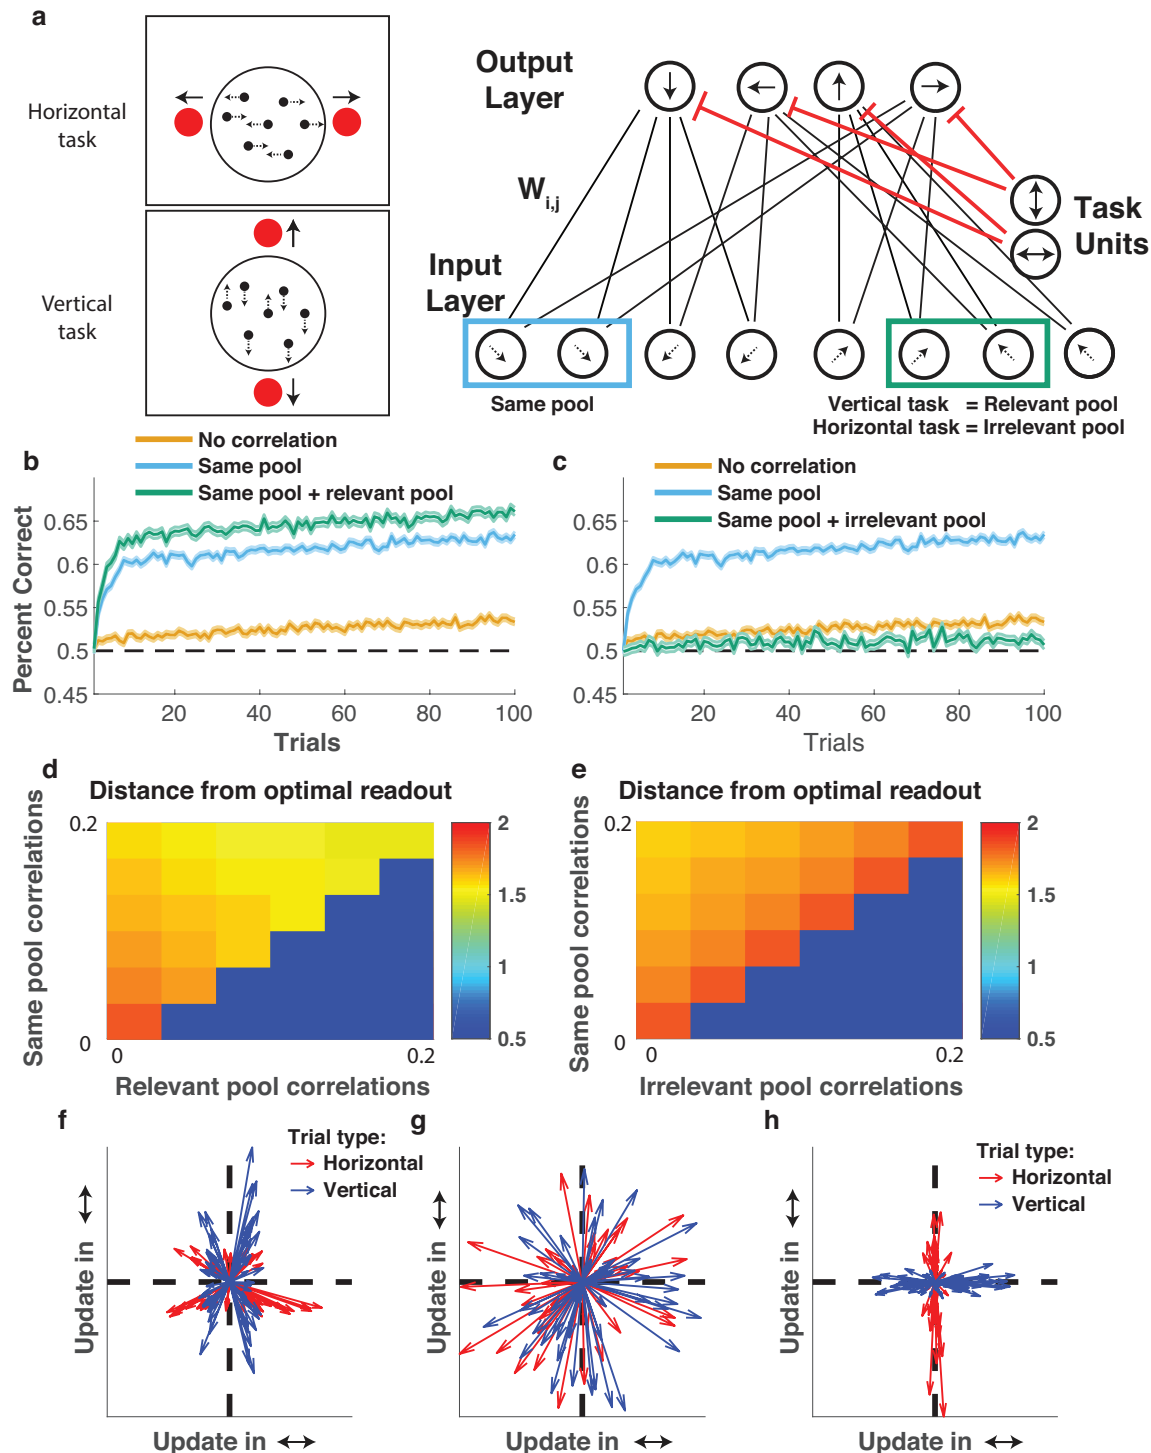 a
Horizontal
task
Vertical
task
Output
Layer
W i,j
Input
Layer
Task
Units
Same pool
Vertical task = Relevant pool
Horizontal task = Irrelevant pool
b
No correlation
Same pool
Same pool + relevant pool
Percent Correct
0.65
0.6
0.55
0.5
0.45
20
40
60
80
100
Trials
c
No correlation
Same pool
Same pool + irrelevant pool
0.65
0.6
0.55
0.5
0.45
20
40
60
80
100
Trials
d
Distance from optimal readout
Same pool correlations
0.2
0
0
0.2
Relevant pool correlations
2
1.5
1
0.5
e
Distance from optimal readout
Same pool correlations
0.2
0
0
0.2
Irrelevant pool correlations
2
1.5
1
0.5
f
Trial type:
Horizontal
Vertical
Update in
Update in
g
Update in
Update in
h
Trial type:
Horizontal
Vertical
Update in
Update in